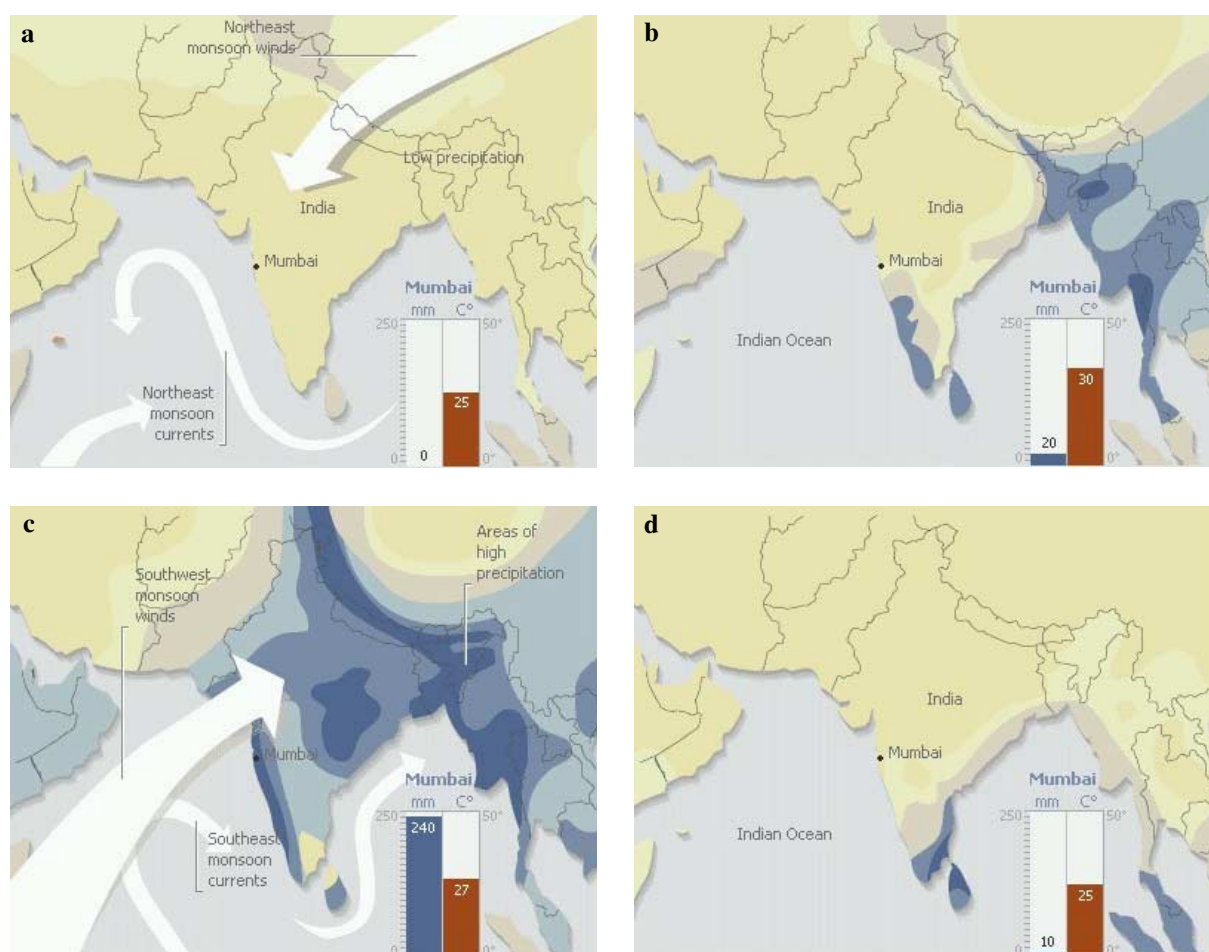 a
Northeast
monsoon winds
Low precipitation
India
Mumbai
Northeast
monsoon
currents
Mumbai
mm C°
250 50°
25
0
0 0°
b
India
Mumbai
Indian Ocean
Mumbai
mm C°
250 50°
30
20
0 0°
c
Areas of
high
precipitation
Southwest
monsoon
winds
Mumbai
Southeast
monsoon
currents
Mumbai
mm C°
250 50°
240
27
0 0°
d
India
Mumbai
Indian Ocean
Mumbai
mm C°
250 50°
25
10
0 0°